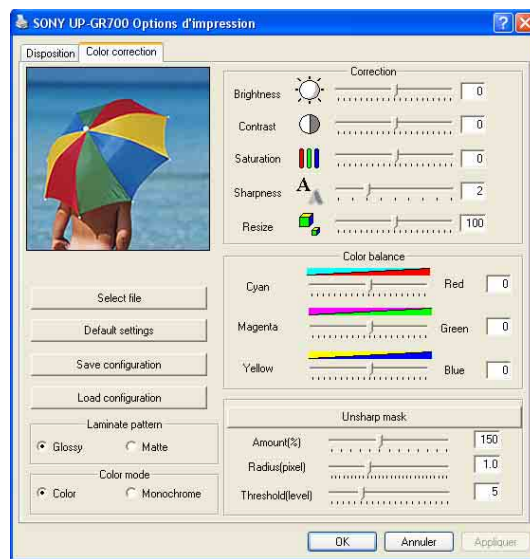 SONY UP-GR700 Options d'impression
Disposition
Color correction
Correction
Brightness 0
Contrast 0
Saturation 0
Sharpness A A 2
Resize 100
Color balance
Cyan Red 0
Magenta Green 0
Yellow Blue 0
Select file
Default settings
Save configuration
Load configuration
Laminate pattern
Glossy Matte
Color mode
Color Monochrome
Unsharp mask
Amount(%) 150
Radius(pixel) 1.0
Threshold(level) 5
OK Annuler Appliquer